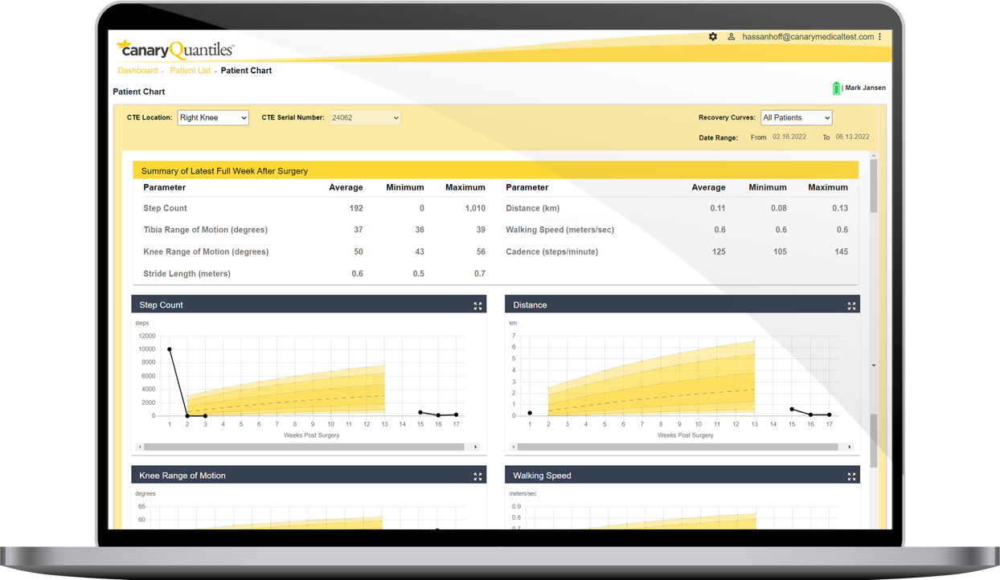 canaryQuantiles™
hassanhoff@canarymedicaltest.com
Dashboard - Patient List - Patient Chart
Patient Chart
| Mark Jansen
CTE Location: Right Knee CTE Serial Number: 24062 Recovery Curves: All Patients
Date Range: From 02.16.2022 To 06.13.2022
Summary of Latest Full Week After Surgery
Parameter Average Minimum Maximum Parameter Average Minimum Maximum
Step Count 192 0 1,010 Distance (km) 0.11 0.08 0.13
Tibia Range of Motion (degrees) 37 36 39 Walking Speed (meters/sec) 0.6 0.6 0.6
Knee Range of Motion (degrees) 50 43 56 Cadence (steps/minute) 125 105 145
Stride Length (meters) 0.6 0.5 0.7
Step Count
steps
12000
10000
8000
6000
4000
2000
0
1 2 3 4 5 6 7 8 9 10 11 12 13 14 15 16 17
Weeks Post Surgery
Distance
km
7
6
5
4
3
2
1
0
1 2 3 4 5 6 7 8 9 10 11 12 13 14 15 16 17
Weeks Post Surgery
Knee Range of Motion
degrees
65
60
Walking Speed
meters/sec
0.9
0.8
0.7